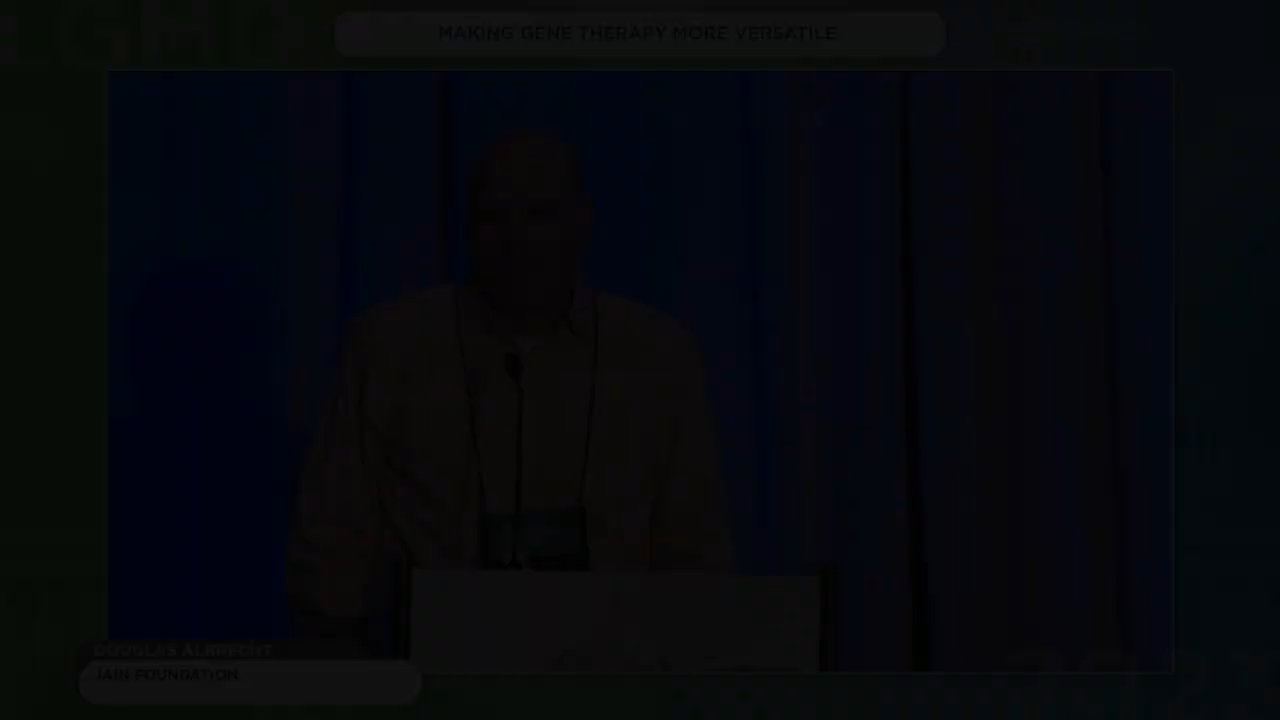 MAKING GENE THERAPY MORE VERSATILE
DOUGLAS ALBRECHT
JAIN FOUNDATION